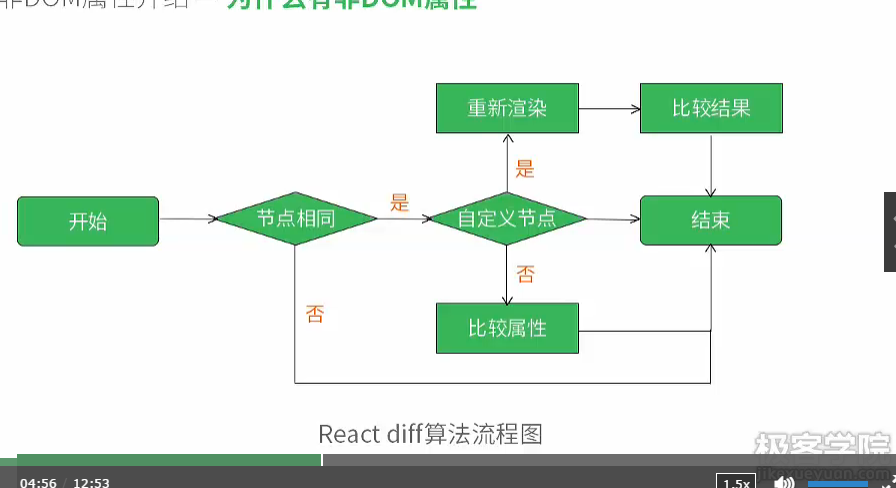 非DOM属性介绍 — 为什么有非DOM属性
重新渲染
比较结果
是
开始
节点相同
是
自定义节点
结束
否
否
比较属性
React diff算法流程图
极客学院
jikexueyuan.com
04:56 / 12:53
1.5x